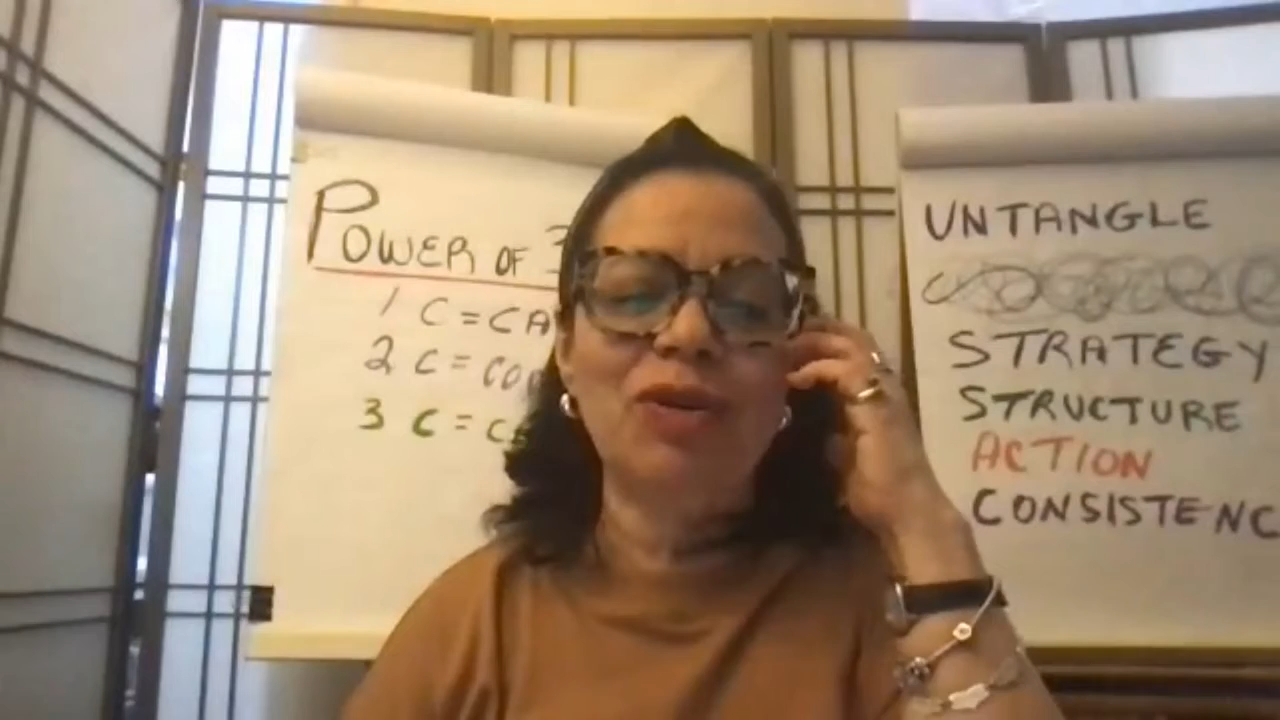 POWER OF 3
1 C = CA
2 C = CO
3 C = C
UNTANGLE
STRATEGY
STRUCTURE
ACTION
CONSISTENC